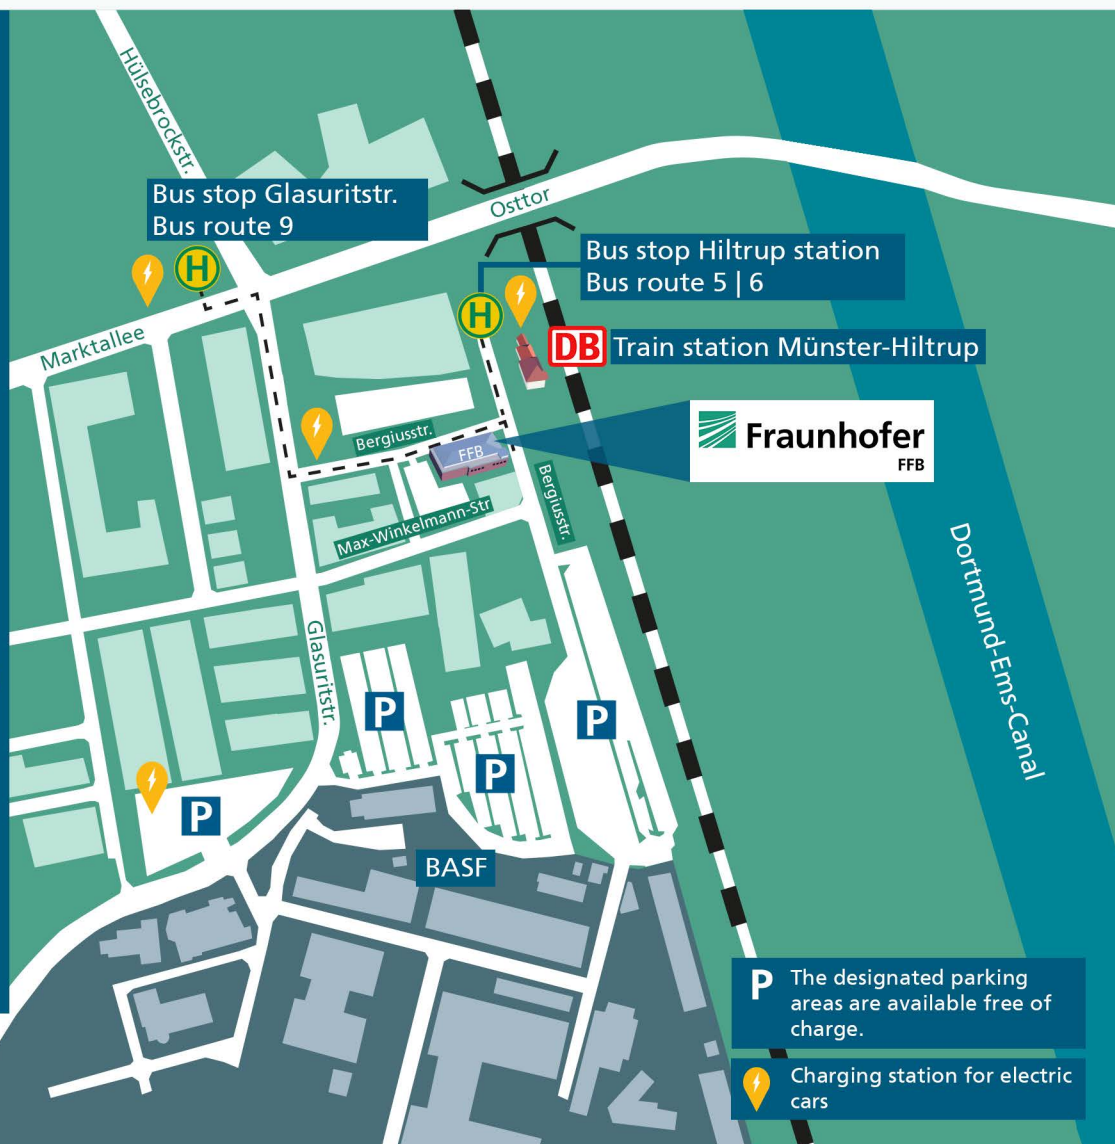 Hülsebrockstr.
Bus stop Glasuritstr.
Bus route 9
H
Osttor
Bus stop Hiltrup station
Bus route 5 | 6
H
Marktallee
DB
Train station Münster-Hiltrup
Fraunhofer
FFB
Bergiusstr.
FFB
Bergiusstr.
Max-Winkelmann-Str
Dortmund-Ems-Canal
Glasuritstr.
P
P
P
P
BASF
P
The designated parking
areas are available free of
charge.
Charging station for electric
cars